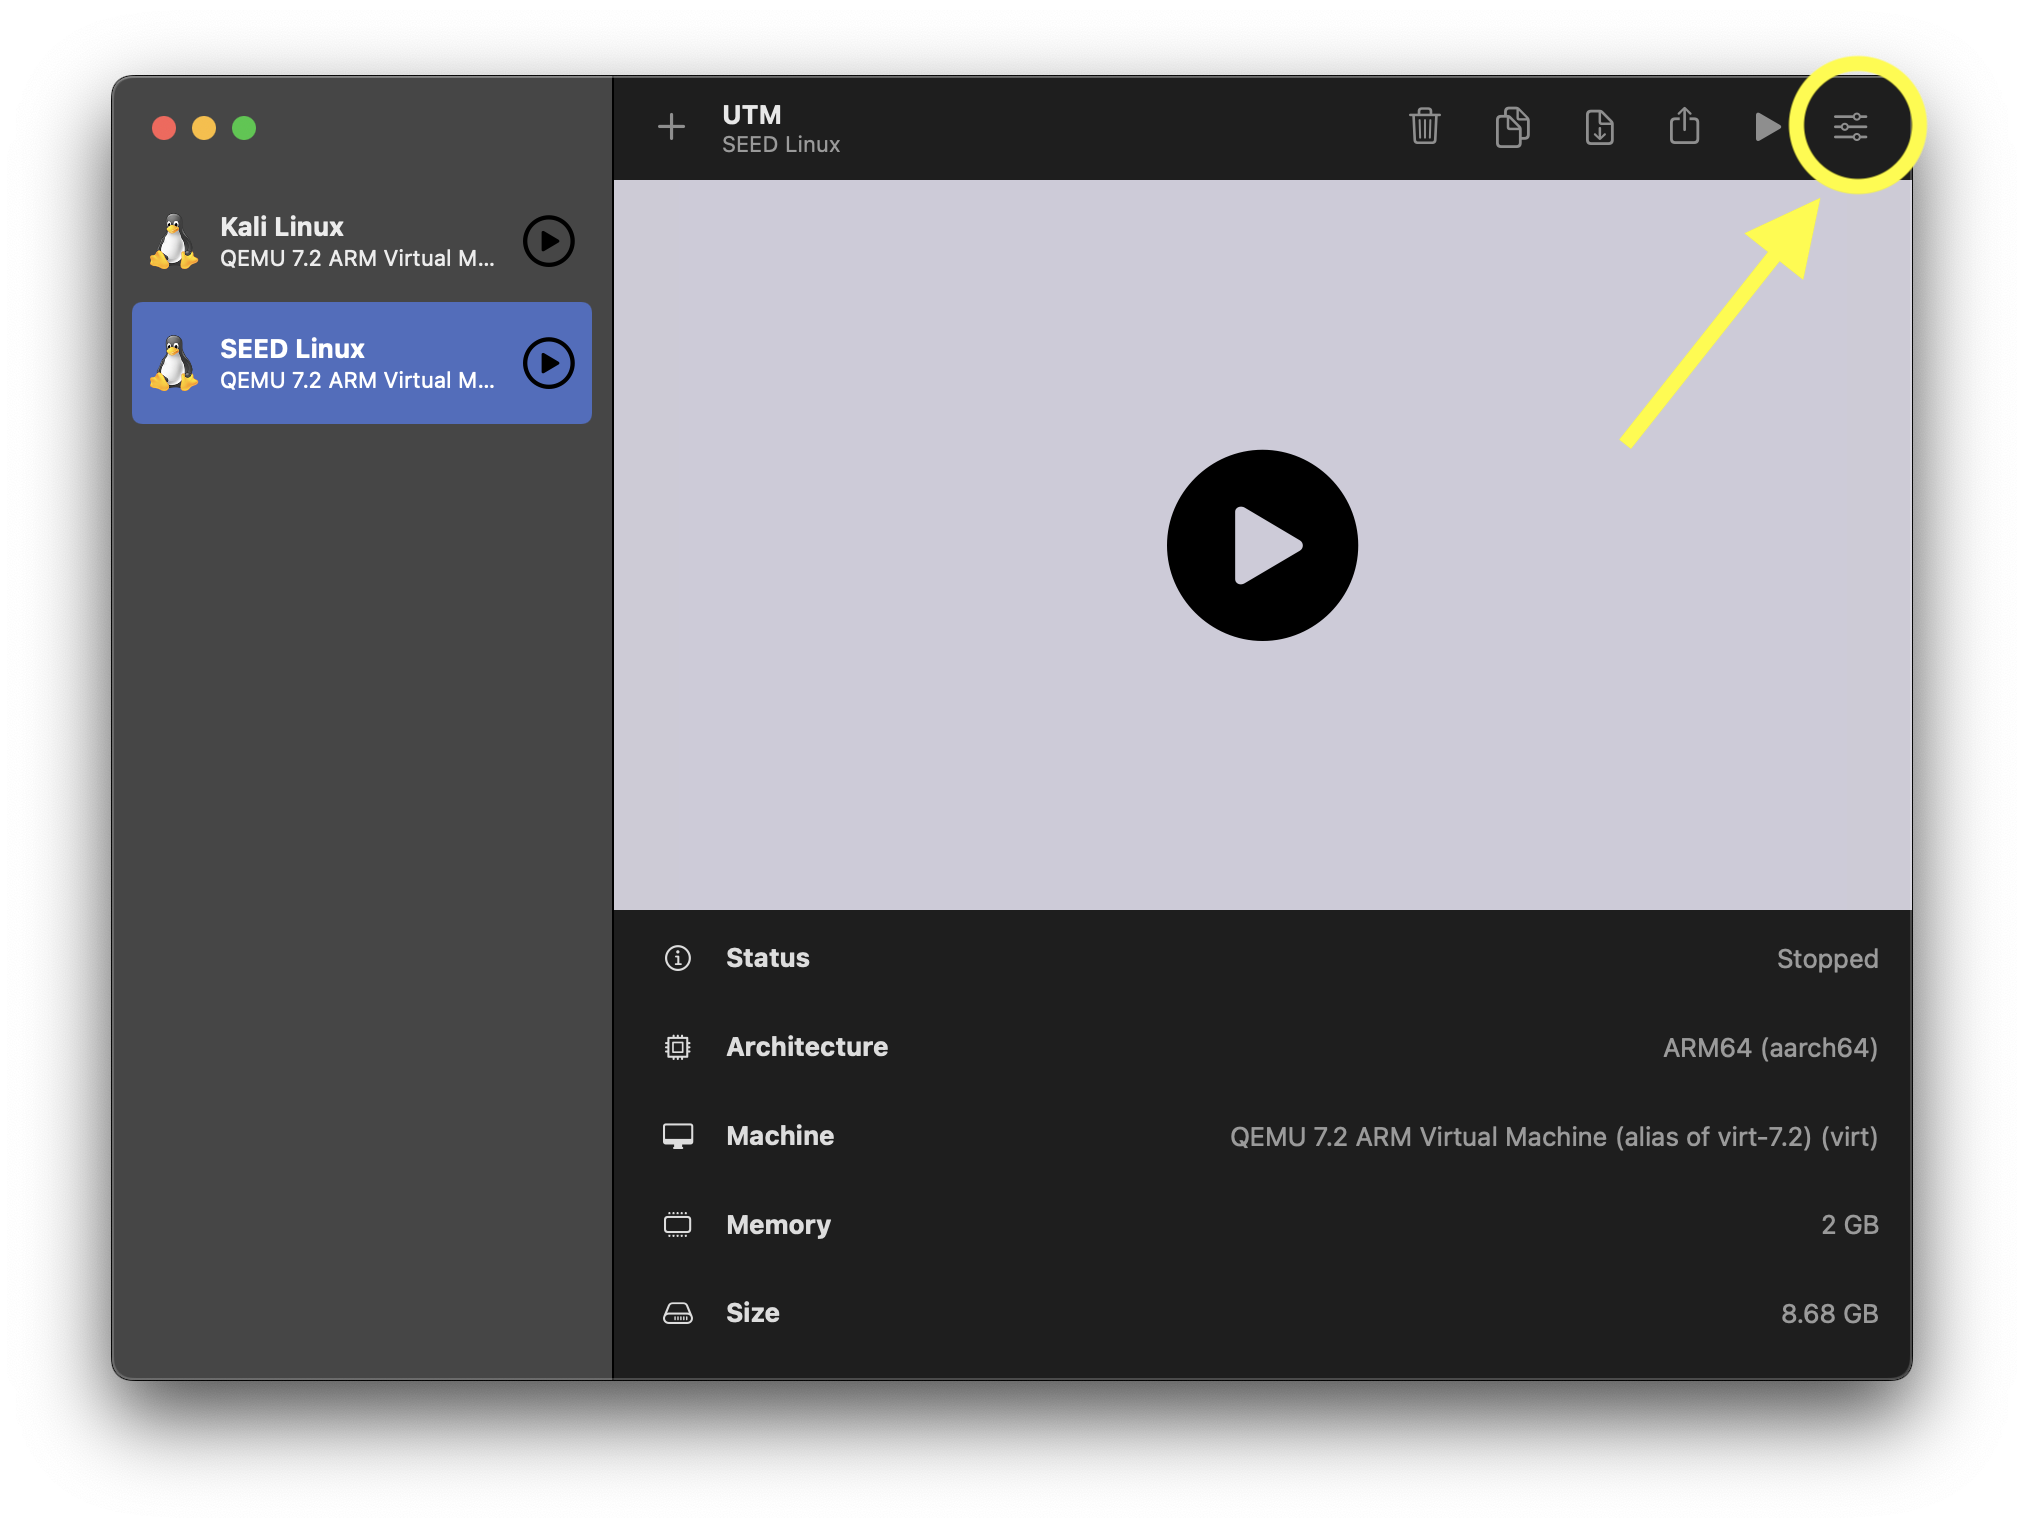 UTM
SEED Linux
Kali Linux
QEMU 7.2 ARM Virtual M...
SEED Linux
QEMU 7.2 ARM Virtual M...
Status
Stopped
Architecture
ARM64 (aarch64)
Machine
QEMU 7.2 ARM Virtual Machine (alias of virt-7.2) (virt)
Memory
2 GB
Size
8.68 GB